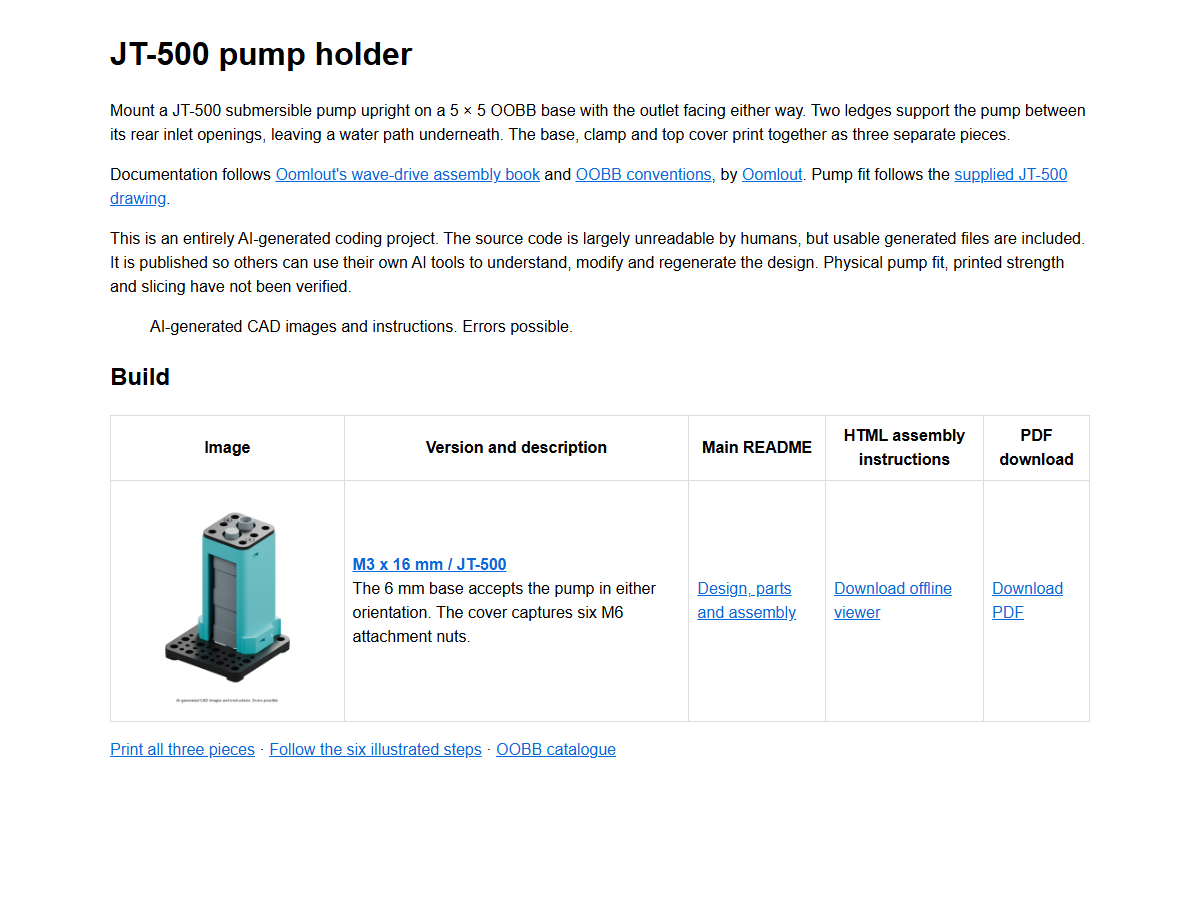 JT-500 pump holder
Mount a JT-500 submersible pump upright on a 5 × 5 OOBB base with the outlet facing either way. Two ledges support the pump between
its rear inlet openings, leaving a water path underneath. The base, clamp and top cover print together as three separate pieces.
Documentation follows Oomlout's wave-drive assembly book and OOBB conventions, by Oomlout. Pump fit follows the supplied JT-500
drawing.
This is an entirely AI-generated coding project. The source code is largely unreadable by humans, but usable generated files are included.
It is published so others can use their own AI tools to understand, modify and regenerate the design. Physical pump fit, printed strength
and slicing have not been verified.
AI-generated CAD images and instructions. Errors possible.
Build
Image
Version and description
Main README
HTML assembly
instructions
PDF
download
AI-generated CAD images and instructions. Errors possible.
M3 x 16 mm / JT-500
The 6 mm base accepts the pump in either
orientation. The cover captures six M6
attachment nuts.
Design, parts
and assembly
Download offline
viewer
Download
PDF
Print all three pieces · Follow the six illustrated steps · OOBB catalogue